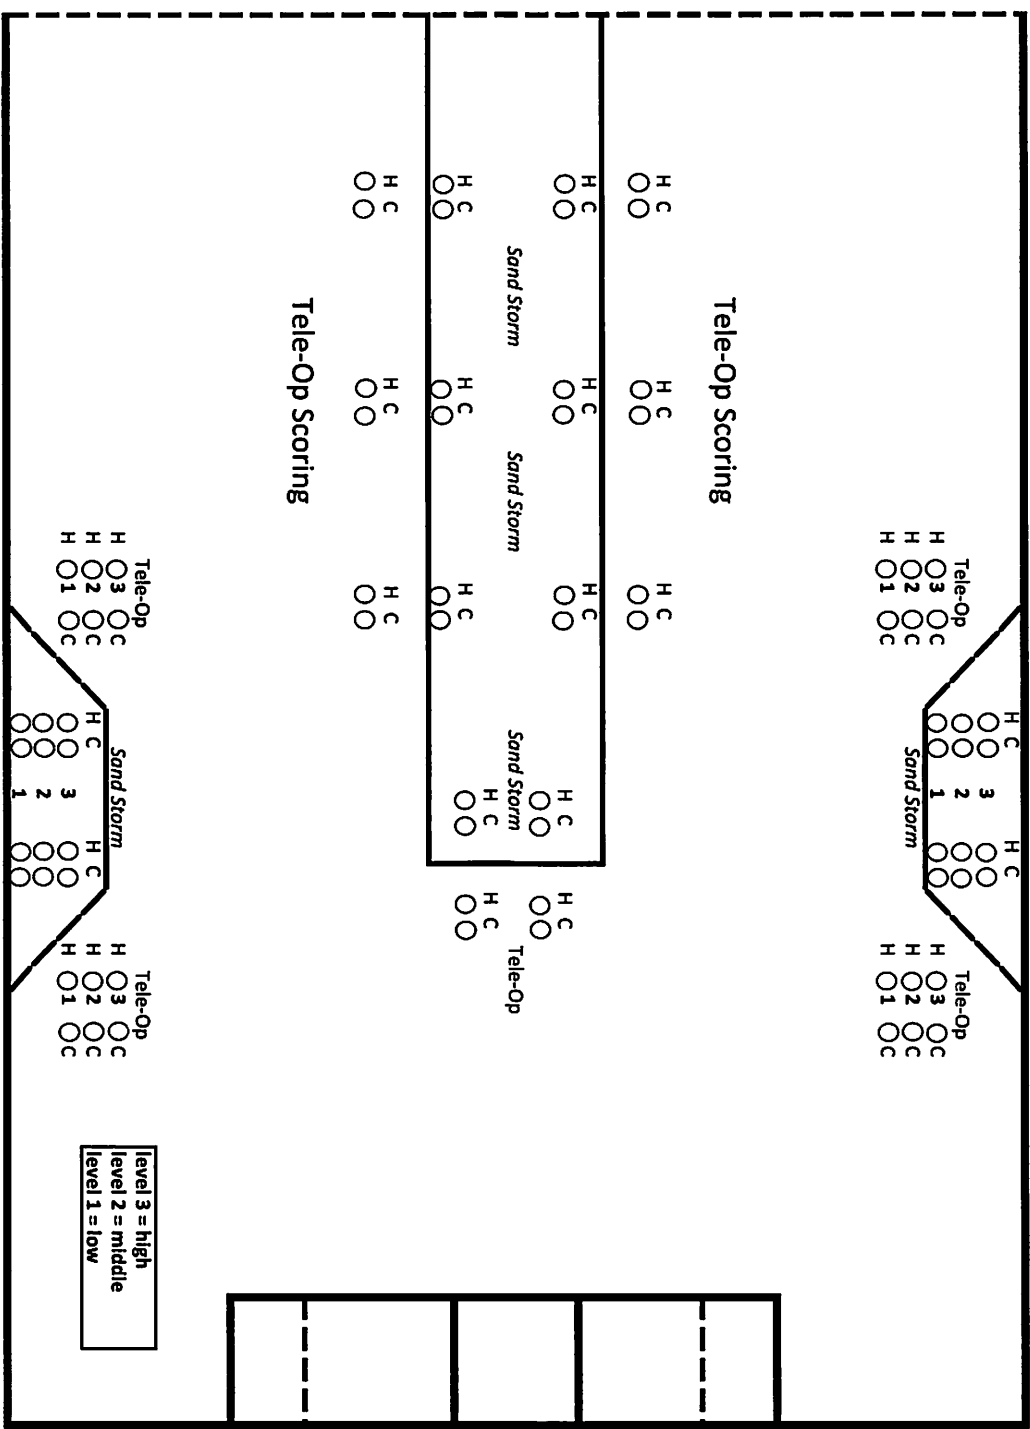 H C H C
3
2
1
Sand Storm
Tele-Op
H 3 C
H 2 C
H 1 C
Tele-Op
H 3 C
H 2 C
H 1 C
Tele-Op Scoring
H C H C H C
H C H C H C
H C H C
Sand Storm Sand Storm Sand Storm Tele-Op
H C H C
H C H C H C
H C H C H C
Tele-Op Scoring
Tele-Op
H 3 C
H 2 C
H 1 C
Sand Storm
H C H C
3
2
1
Tele-Op
H 3 C
H 2 C
H 1 C
level 3 = high
level 2 = middle
level 1 = low